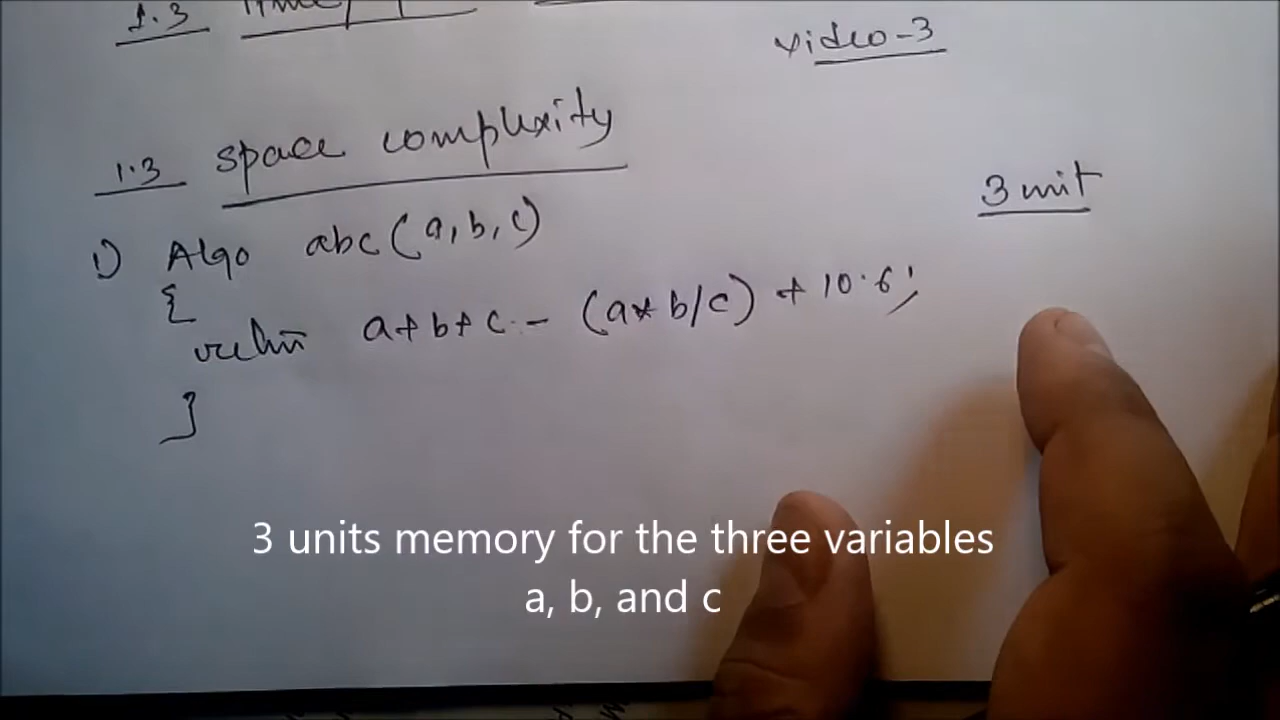 1.3
video-3
1.3 space complexity
3 unit
1) Algo abc(a, b, c)
{
return a+b+c - (a* b/c) + 10.6;
}
3 units memory for the three variables
a, b, and c